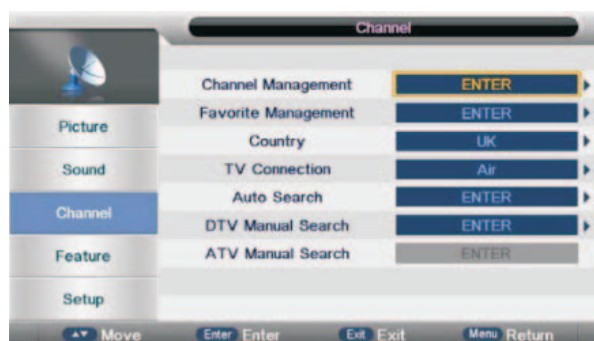 Channel
Channel Management ENTER
Favorite Management ENTER
Picture
Country UK
Sound
TV Connection Air
Auto Search ENTER
Channel
DTV Manual Search ENTER
Feature
ATV Manual Search ENTER
Setup
Move Enter Enter Exit Exit Menu Return